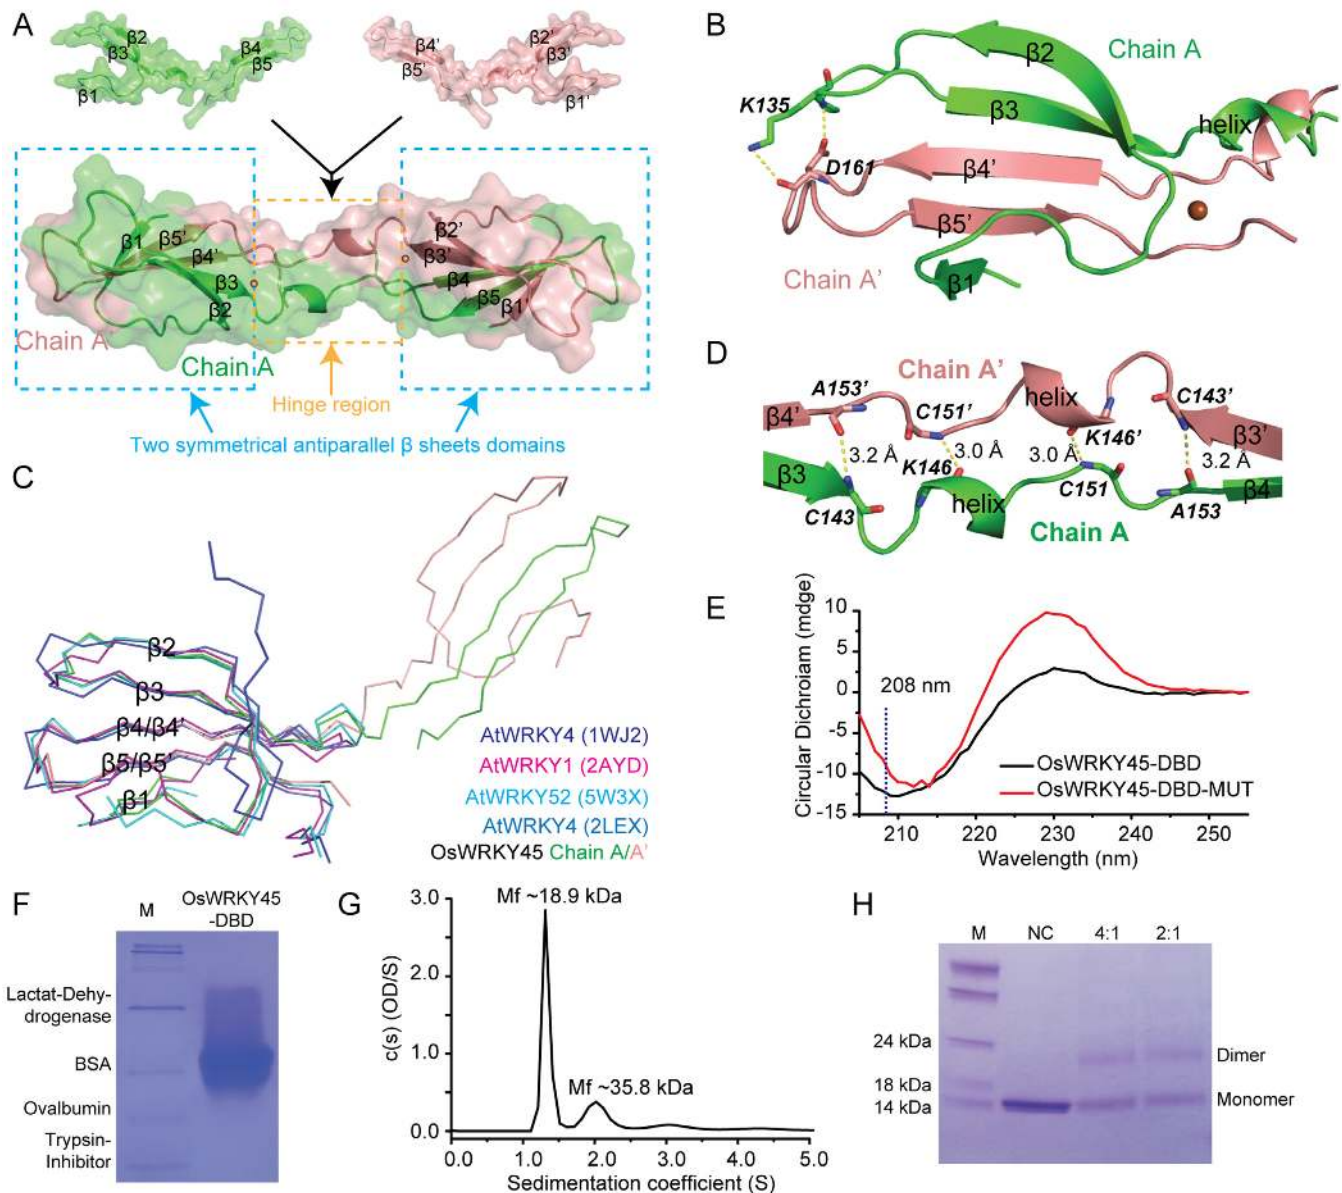 A
β2
β3
β1
β4
β5
β4'
β5'
β2'
β3'
β1'
β1
β5'
β4'
β3
β2
β2'
β3'
β4
β5
β1'
Chain A'
Chain A
Hinge region
Two symmetrical antiparallel β sheets domains
B
β2
Chain A
K135
β3
helix
β4'
D161
β5'
Chain A'
β1
C
β2
β3
β4/β4'
β5/β5'
β1
AtWRKY4 (1WJ2)
AtWRKY1 (2AYD)
AtWRKY52 (5W3X)
AtWRKY4 (2LEX)
OsWRKY45 Chain A/A'
D
Chain A'
A153'
C143'
β4'
C151'
helix
K146'
β3'
3.2 Å
3.0 Å
3.0 Å
3.2 Å
β3
K146
helix
C151
β4
C143
A153
Chain A
E
Circular Dichroiam (mdge)
10
5
0
-5
-10
-15
208 nm
OsWRKY45-DBD
OsWRKY45-DBD-MUT
210 220 230 240 250
Wavelength (nm)
F
M
OsWRKY45
-DBD
Lactat-Dehy-
drogenase
BSA
Ovalbumin
Trypsin-
Inhibitor
G
c(s) (OD/S)
3.0
2.0
1.0
0.0
Mf ~18.9 kDa
Mf ~35.8 kDa
0.0 1.0 2.0 3.0 4.0 5.0
Sedimentation coefficient (S)
H
M NC 4:1 2:1
24 kDa
18 kDa
14 kDa
Dimer
Monomer